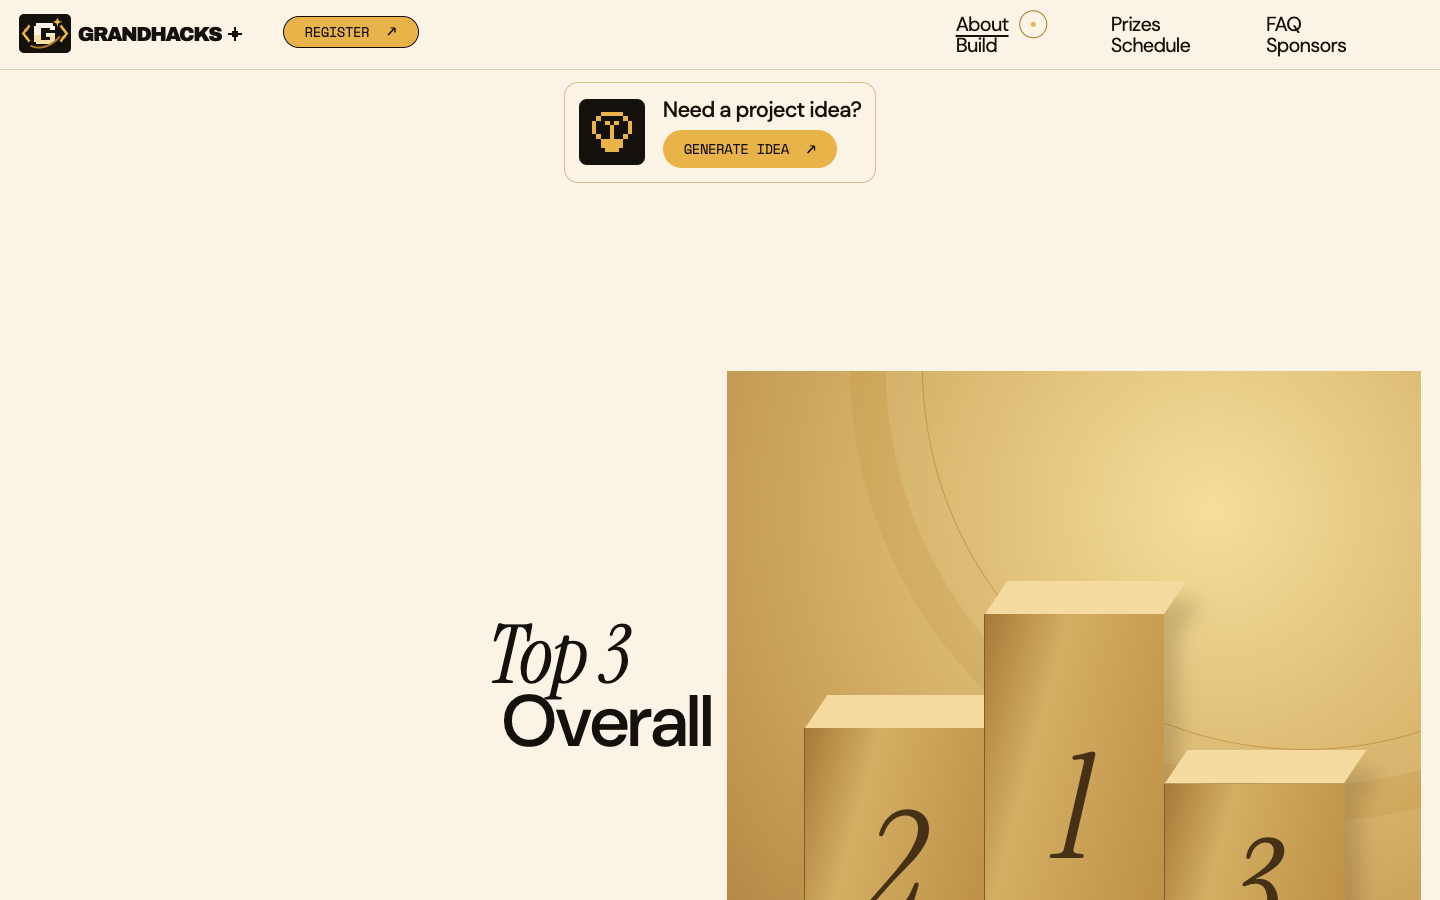 GRANDHACKS +
REGISTER ↗
About
Build
Prizes
Schedule
FAQ
Sponsors
Need a project idea?
GENERATE IDEA ↗
Top 3
Overall
2
1
3